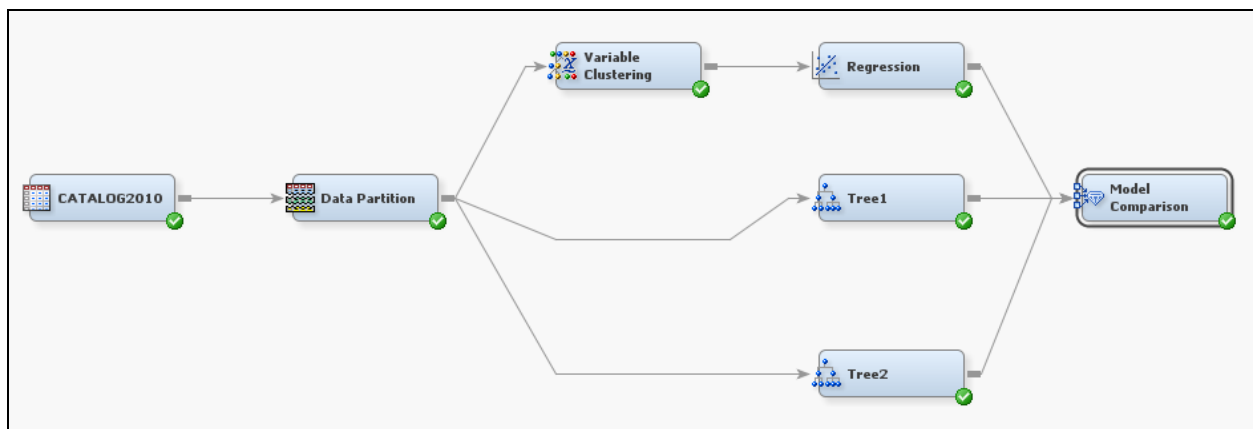 Variable
Clustering
Regression
CATALOG2010
Data Partition
Tree1
Model
Comparison
Tree2